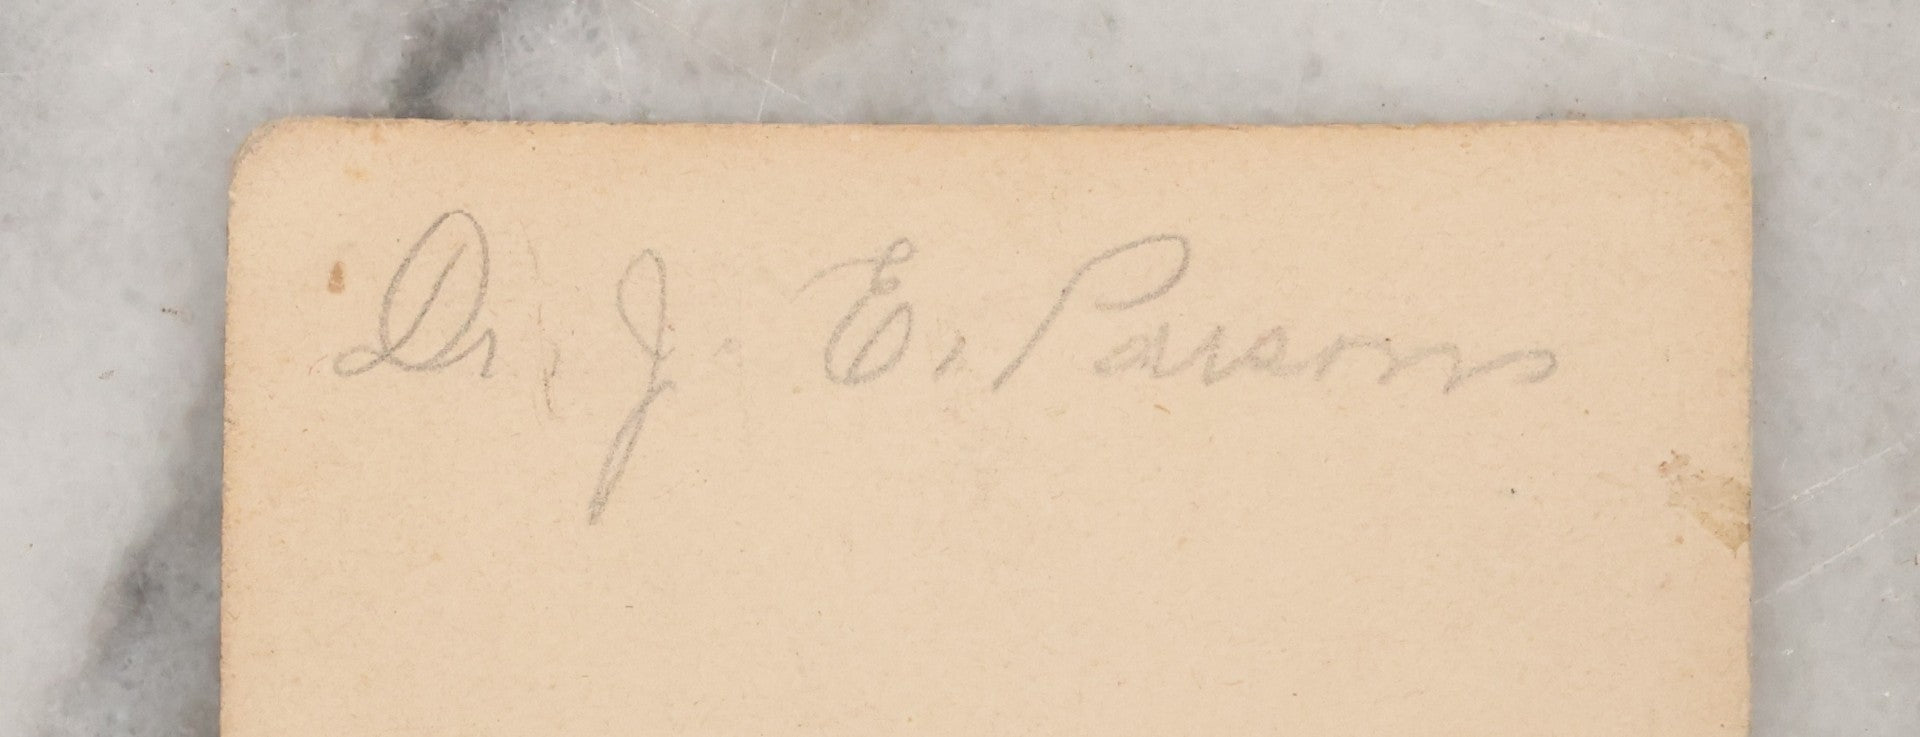 Dr. J. E. Parsons